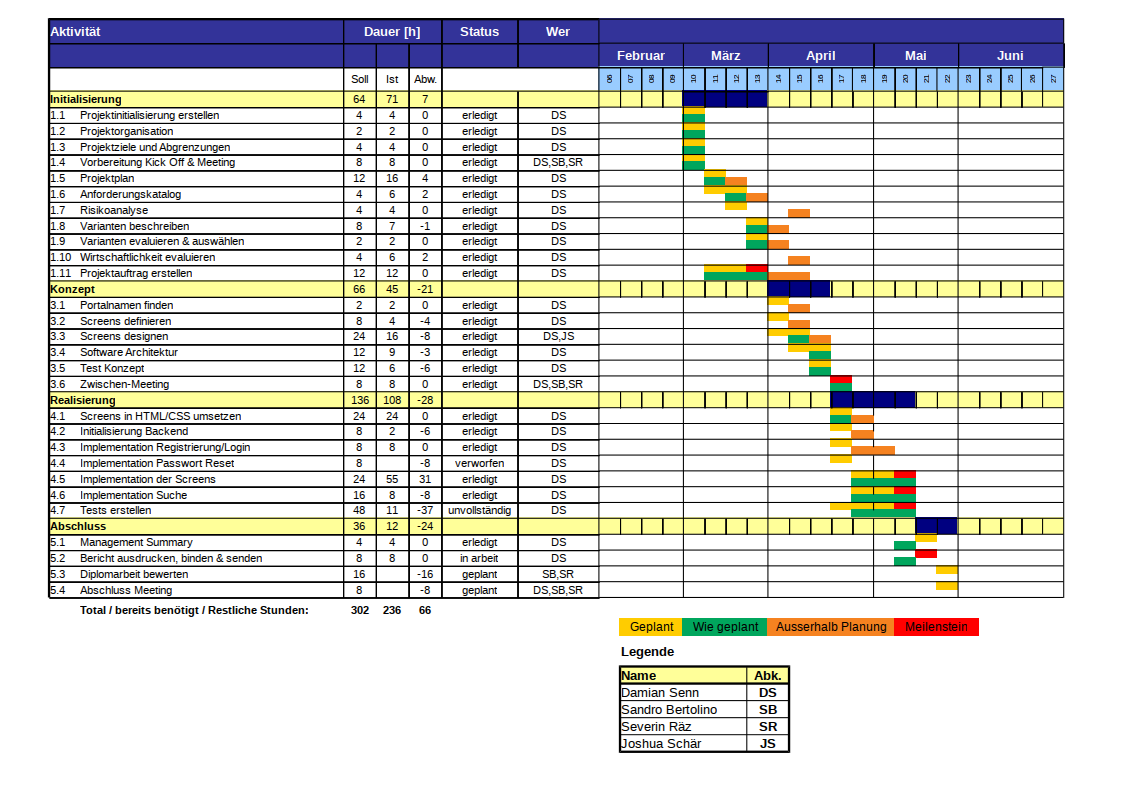 Aktivität Dauer [h] Status Wer
Februar März April Mai Juni
Soll Ist Abw. 06 07 08 09 10 11 12 13 14 15 16 17 18 19 20 21 22 23 24 25 26 27
Initialisierung 64 71 7
1.1 Projektinitialisierung erstellen 4 4 0 erledigt DS
1.2 Projektorganisation 2 2 0 erledigt DS
1.3 Projektziele und Abgrenzungen 4 4 0 erledigt DS
1.4 Vorbereitung Kick Off & Meeting 8 8 0 erledigt DS,SB,SR
1.5 Projektplan 12 16 4 erledigt DS
1.6 Anforderungskatalog 4 6 2 erledigt DS
1.7 Risikoanalyse 4 4 0 erledigt DS
1.8 Varianten beschreiben 8 7 -1 erledigt DS
1.9 Varianten evaluieren & auswählen 2 2 0 erledigt DS
1.10 Wirtschaftlichkeit evaluieren 4 6 2 erledigt DS
1.11 Projektauftrag erstellen 12 12 0 erledigt DS
Konzept 66 45 -21
3.1 Portalnamen finden 2 2 0 erledigt DS
3.2 Screens definieren 8 4 -4 erledigt DS
3.3 Screens designen 24 16 -8 erledigt DS,JS
3.4 Software Architektur 12 9 -3 erledigt DS
3.5 Test Konzept 12 6 -6 erledigt DS
3.6 Zwischen-Meeting 8 8 0 erledigt DS,SB,SR
Realisierung 136 108 -28
4.1 Screens in HTML/CSS umsetzen 24 24 0 erledigt DS
4.2 Initialisierung Backend 8 2 -6 erledigt DS
4.3 Implementation Registrierung/Login 8 8 0 erledigt DS
4.4 Implementation Passwort Reset 8 -8 verworfen DS
4.5 Implementation der Screens 24 55 31 erledigt DS
4.6 Implementation Suche 16 8 -8 erledigt DS
4.7 Tests erstellen 48 11 -37 unvollständig DS
Abschluss 36 12 -24
5.1 Management Summary 4 4 0 erledigt DS
5.2 Bericht ausdrucken, binden & senden 8 8 0 in arbeit DS
5.3 Diplomarbeit bewerten 16 -16 geplant SB,SR
5.4 Abschluss Meeting 8 -8 geplant DS,SB,SR
Total / bereits benötigt / Restliche Stunden: 302 236 66
Geplant Wie geplant Ausserhalb Planung Meilenstein
Legende
Name Abk.
Damian Senn DS
Sandro Bertolino SB
Severin Räz SR
Joshua Schär JS